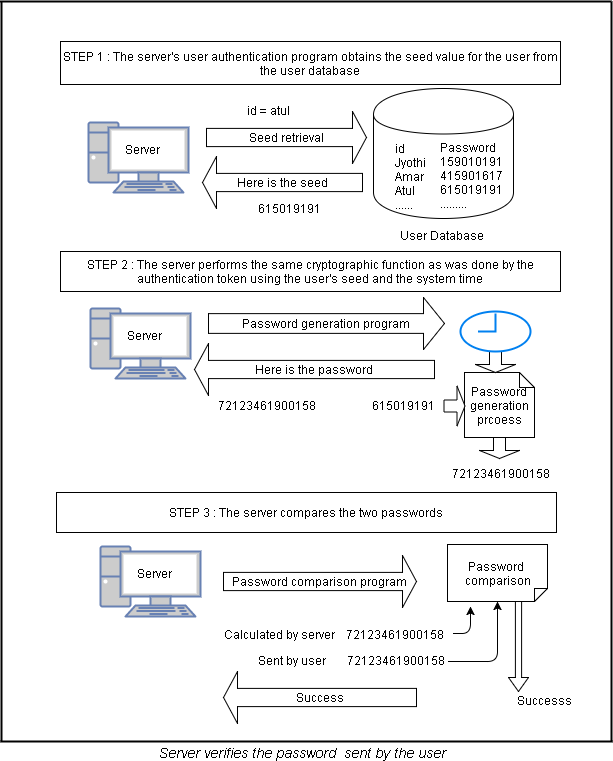 STEP 1 : The server's user authentication program obtains the seed value for the user from
the user database
id = atul
Server
Seed retrieval
Here is the seed
615019191
id Password
Jyothi 159010191
Amar 415901617
Atul 615019191
...... .........
User Database
STEP 2 : The server performs the same cryptographic function as was done by the
authentication token using the user's seed and the system time
Server
Password generation program
Here is the password
72123461900158 615019191
Password
generation
prcoess
72123461900158
STEP 3 : The server compares the two passwords
Server
Password comparison program
Password
comparison
Calculated by server 72123461900158
Sent by user 72123461900158
Success
Successs
Server verifies the password sent by the user